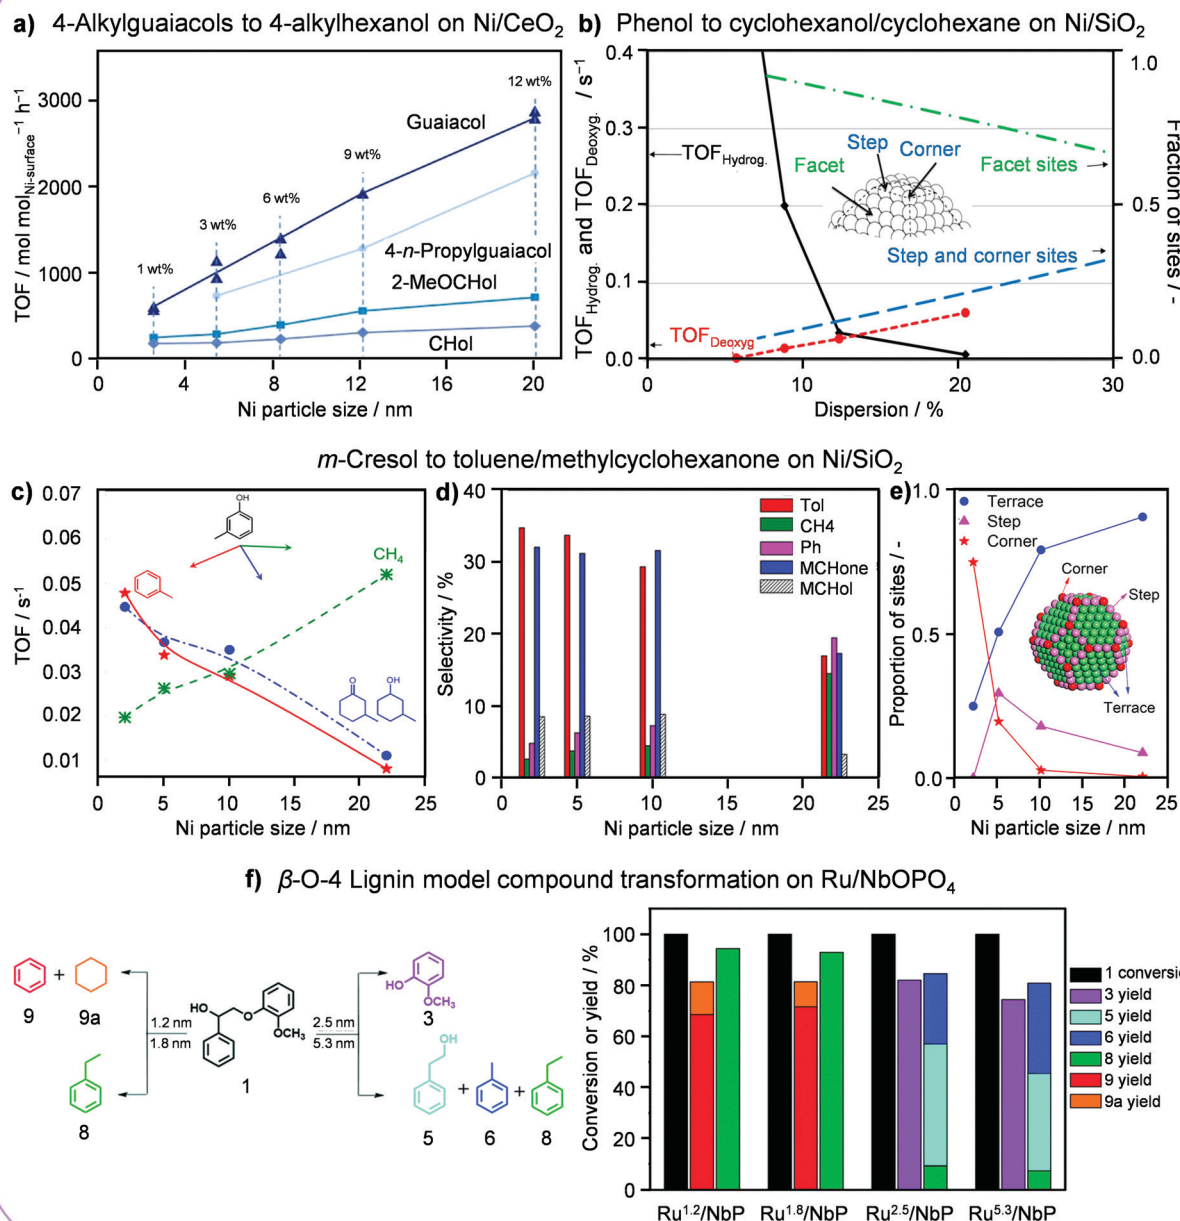 a) 4-Alkylguaiacols to 4-alkylhexanol on Ni/CeO2
TOF / mol molNi-surface−1 h−1
3000
2000
1000
0
1 wt%
3 wt%
6 wt%
9 wt%
12 wt%
Guaiacol
4-n-Propylguaiacol
2-MeOCHol
CHol
0 4 8 12 16 20
Ni particle size / nm
b) Phenol to cyclohexanol/cyclohexane on Ni/SiO2
TOFHydrog. and TOFDeoxyg. / s−1
0.4
0.3
0.2
0.1
0.0
TOFHydrog.
Facet
Step
Corner
Facet sites
Step and corner sites
TOFDeoxyg
1.0
0.5
0.0
Fraction of sites / -
0 10 20 30
Dispersion / %
m-Cresol to toluene/methylcyclohexanone on Ni/SiO2
c)
TOF / s−1
0.07
0.06
0.05
0.04
0.03
0.02
0.01
OH
CH4
O OH
0 5 10 15 20 25
Ni particle size / nm
d)
Selectivity / %
40
30
20
10
0
Tol
CH4
Ph
MCHone
MCHol
0 5 10 15 20 25
Ni particle size / nm
e)
Proportion of sites / -
1.0
0.5
0.0
Terrace
Step
Corner
Corner
Step
Terrace
0 5 10 15 20 25
Ni particle size / nm
f) β-O-4 Lignin model compound transformation on Ru/NbOPO4
9 + 9a
8
1.2 nm
1.8 nm
HO
O
OCH3
1
2.5 nm
5.3 nm
HO
OCH3
3
OH
5 + 6 + 8
Conversion or yield / %
100
80
60
40
20
0
1 conversi
3 yield
5 yield
6 yield
8 yield
9 yield
9a yield
Ru1.2/NbP Ru1.8/NbP Ru2.5/NbP Ru5.3/NbP